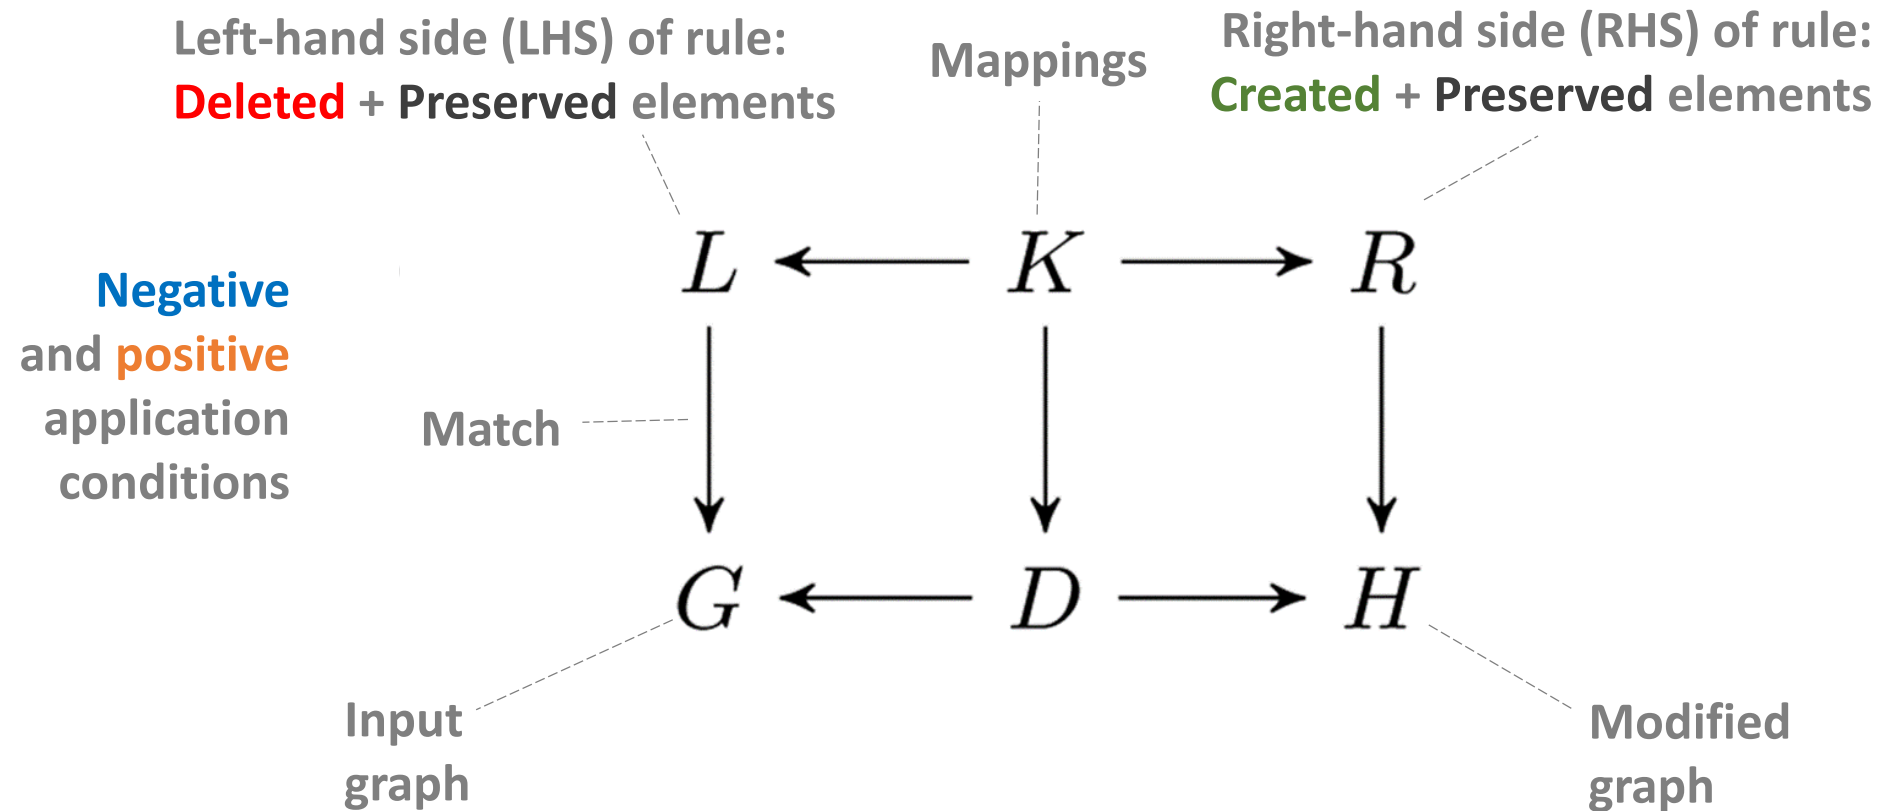 Left-hand side (LHS) of rule:
Deleted + Preserved elements
Mappings
Right-hand side (RHS) of rule:
Created + Preserved elements
L K R
Negative
and positive
application
conditions
Match
G D H
Input
graph
Modified
graph